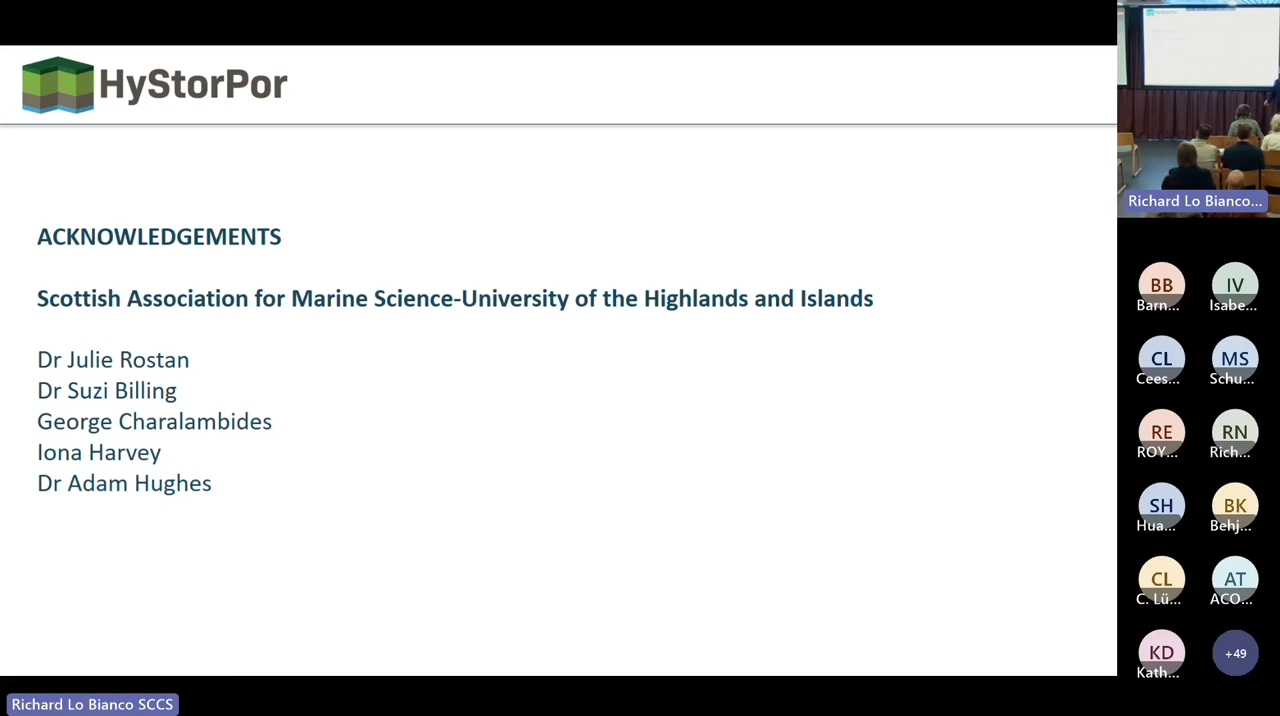 HyStorPor
ACKNOWLEDGEMENTS
Scottish Association for Marine Science-University of the Highlands and Islands
Dr Julie Rostan
Dr Suzi Billing
George Charalambides
Iona Harvey
Dr Adam Hughes
Richard Lo Bianco...
BB
Barn...
IV
Isabe...
CL
Cees...
MS
Schu...
RE
ROY...
RN
Rich...
SH
Hua...
BK
Behj...
CL
C. Lü...
AT
ACO...
KD
Kath...
+49
Richard Lo Bianco SCCS